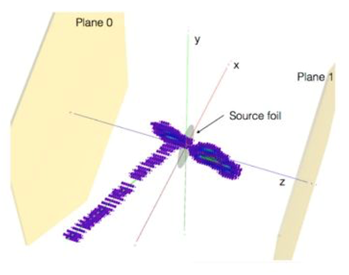 Plane 0
y
x
Plane 1
Source foil
z